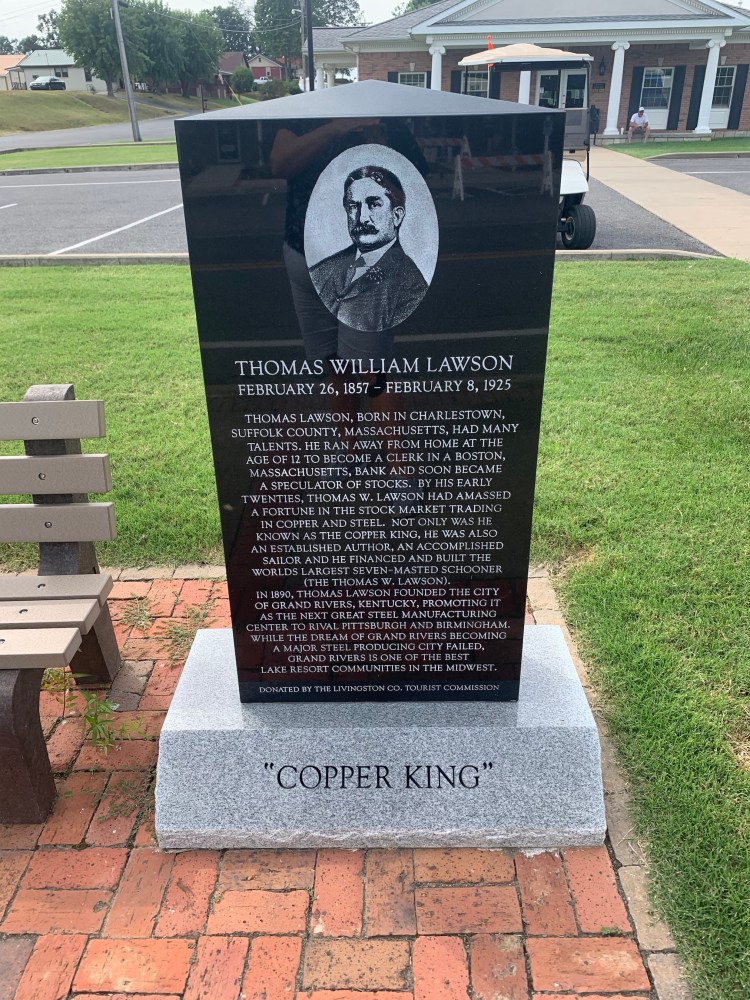 THOMAS WILLIAM LAWSON
FEBRUARY 26, 1857 - FEBRUARY 8, 1925
THOMAS LAWSON, BORN IN CHARLESTOWN,
SUFFOLK COUNTY, MASSACHUSETTS, HAD MANY
TALENTS. HE RAN AWAY FROM HOME AT THE
AGE OF 12 TO BECOME A CLERK IN A BOSTON,
MASSACHUSETTS, BANK AND SOON BECAME
A SPECULATOR OF STOCKS. BY HIS EARLY
TWENTIES, THOMAS W. LAWSON HAD AMASSED
A FORTUNE IN THE STOCK MARKET TRADING
IN COPPER AND STEEL. NOT ONLY WAS HE
KNOWN AS THE COPPER KING, HE WAS ALSO
AN ESTABLISHED AUTHOR, AN ACCOMPLISHED
SAILOR AND HE FINANCED AND BUILT THE
WORLDS LARGEST SEVEN-MASTED SCHOONER
(THE THOMAS W. LAWSON).
IN 1890, THOMAS LAWSON FOUNDED THE CITY
OF GRAND RIVERS, KENTUCKY, PROMOTING IT
AS THE NEXT GREAT STEEL MANUFACTURING
CENTER TO RIVAL PITTSBURGH AND BIRMINGHAM.
WHILE THE DREAM OF GRAND RIVERS BECOMING
A MAJOR STEEL PRODUCING CITY FAILED,
GRAND RIVERS IS ONE OF THE BEST
LAKE RESORT COMMUNITIES IN THE MIDWEST.
DONATED BY THE LIVINGSTON CO. TOURIST COMMISSION
"COPPER KING"